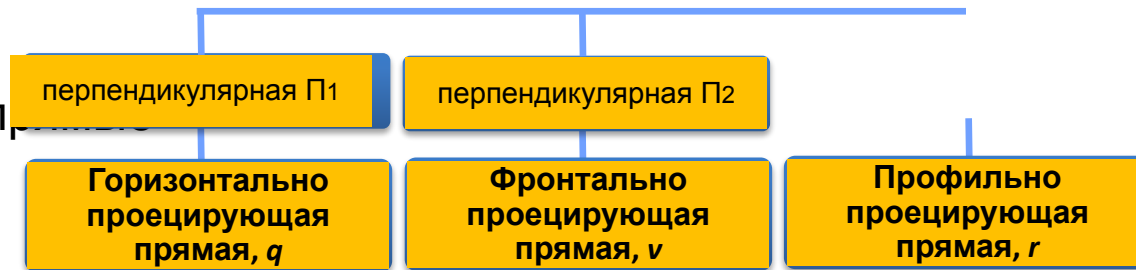 перпендикулярная П1
перпендикулярная П2
Горизонтально
проецирующая
прямая, q
Фронтально
проецирующая
прямая, v
Профильно
проецирующая
прямая, r